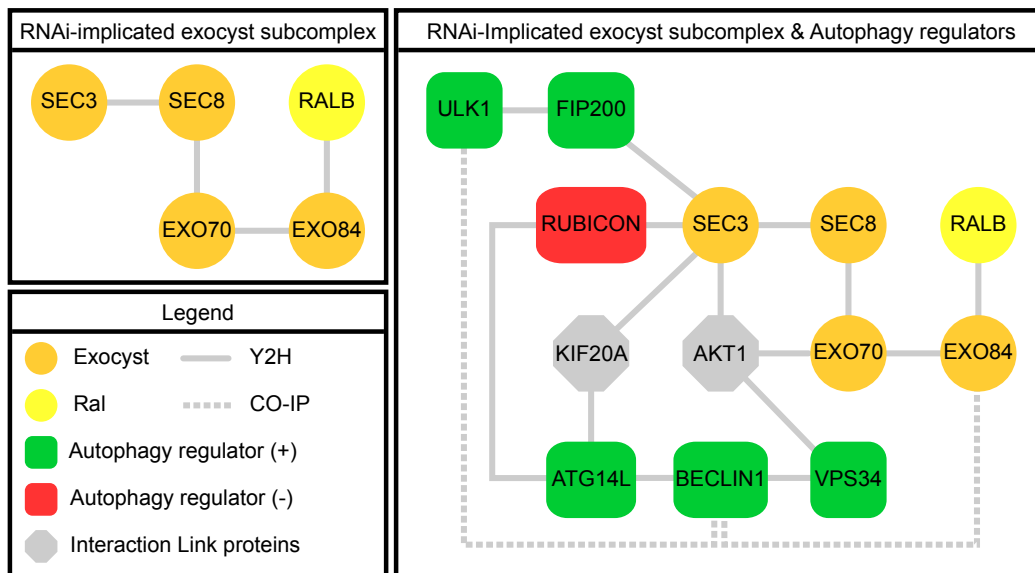 RNAi-implicated exocyst subcomplex
SEC3
SEC8
RALB
EXO70
EXO84
Legend
Exocyst
Y2H
Ral
CO-IP
Autophagy regulator (+)
Autophagy regulator (-)
Interaction Link proteins
RNAi-Implicated exocyst subcomplex & Autophagy regulators
ULK1
FIP200
RUBICON
SEC3
SEC8
RALB
KIF20A
AKT1
EXO70
EXO84
ATG14L
BECLIN1
VPS34